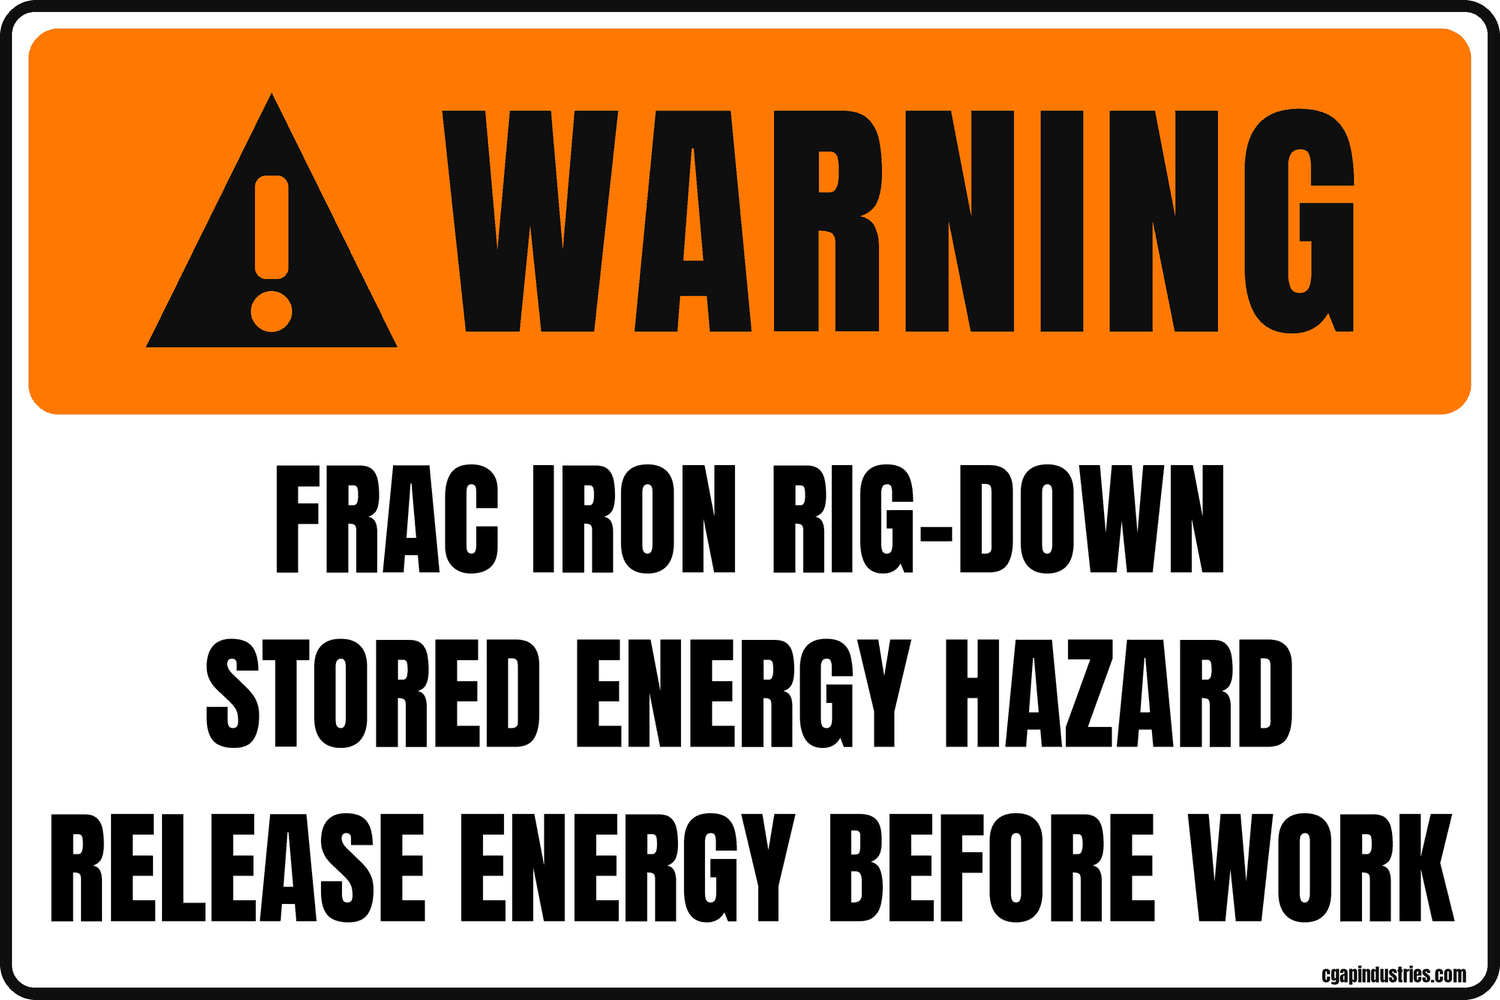 WARNING
FRAC IRON RIG-DOWN
STORED ENERGY HAZARD
RELEASE ENERGY BEFORE WORK
cgapindustries.com